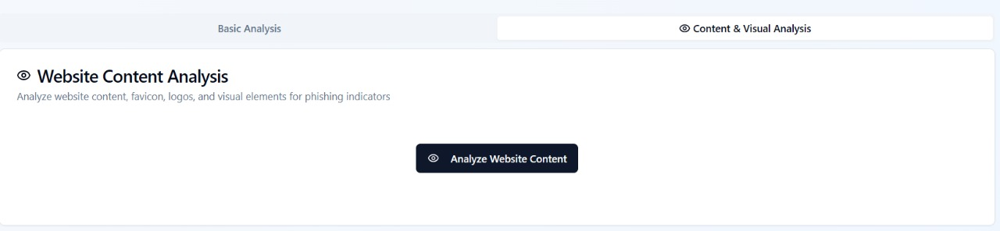 Basic Analysis
Content & Visual Analysis
Website Content Analysis
Analyze website content, favicon, logos, and visual elements for phishing indicators
Analyze Website Content